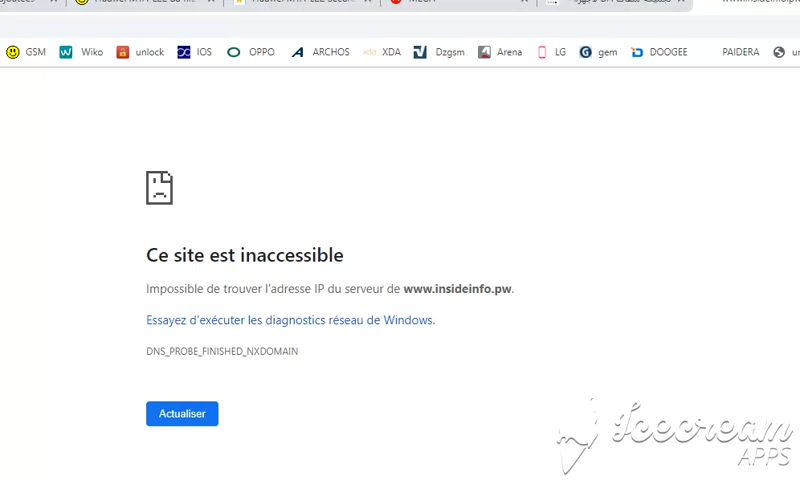 GSM Wiko unlock IOS OPPO ARCHOS XDA Dzgsm Arena LG gem DOOGEE PAIDERA
Ce site est inaccessible
Impossible de trouver l'adresse IP du serveur de www.insideinfo.pw.
Essayez d'exécuter les diagnostics réseau de Windows.
DNS_PROBE_FINISHED_NXDOMAIN
Actualiser
Icecream
APPS